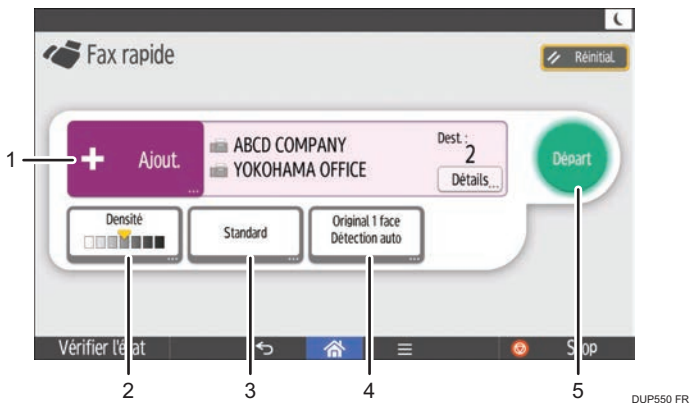 Fax rapide
Réinitial.
1
Ajout.
ABCD COMPANY
YOKOHAMA OFFICE
Dest.:
2
Détails...
Départ
Densité
Standard
Original 1 face
Détection auto
Vérifier l'état
Stop
2
3
4
5
DUP550 FR